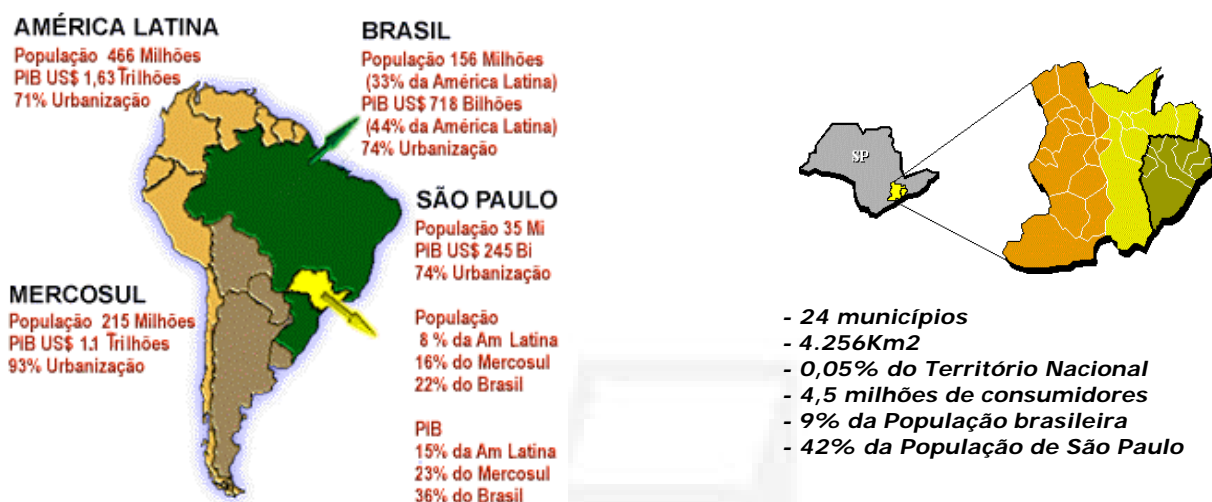 AMÉRICA LATINA
População 466 Milhões
PIB US$ 1,63 Trilhões
71% Urbanização
BRASIL
População 156 Milhões
(33% da América Latina)
PIB US$ 718 Bilhões
(44% da América Latina)
74% Urbanização
SÃO PAULO
População 35 Mi
PIB US$ 245 Bi
74% Urbanização
População
8 % da Am Latina
16% do Mercosul
22% do Brasil
PIB
15% da Am Latina
23% do Mercosul
36% do Brasil
MERCOSUL
População 215 Milhões
PIB US$ 1.1 Trilhões
93% Urbanização
SP
- 24 municípios
- 4.256Km2
- 0,05% do Território Nacional
- 4,5 milhões de consumidores
- 9% da População brasileira
- 42% da População de São Paulo